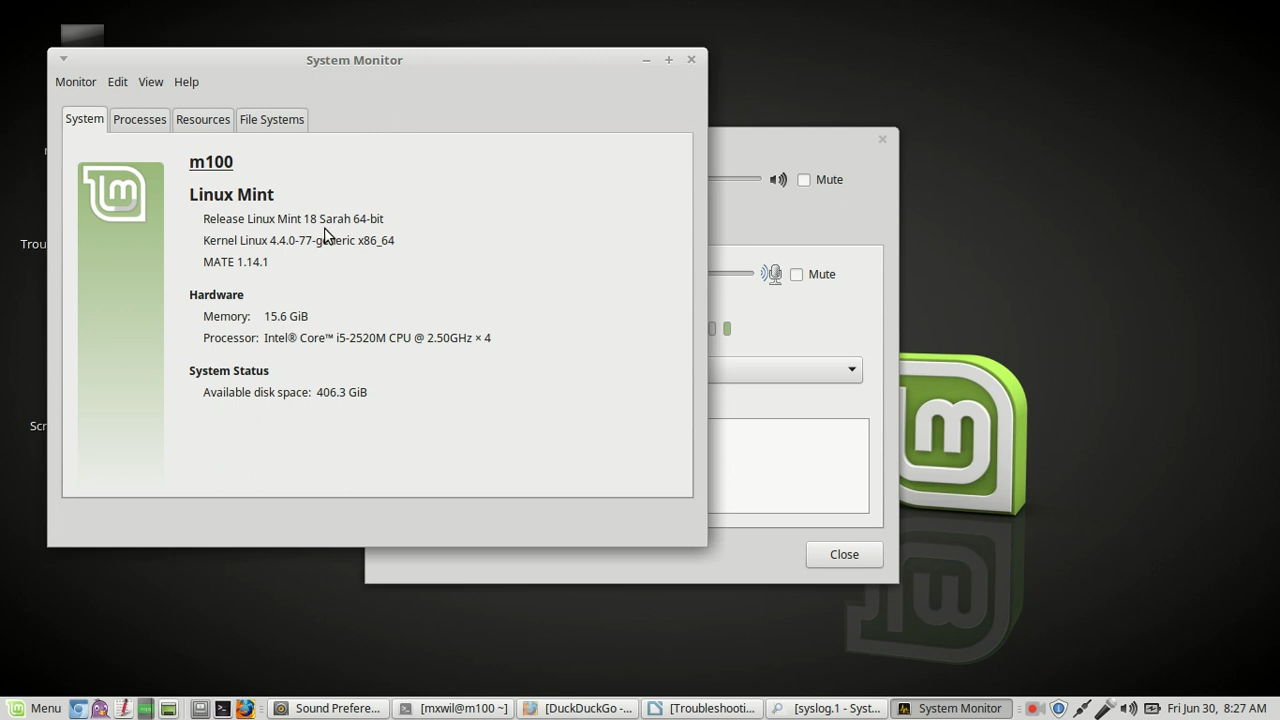 System Monitor
Monitor Edit View Help
System Processes Resources File Systems
m100
Linux Mint
Release Linux Mint 18 Sarah 64-bit
Kernel Linux 4.4.0-77-generic x86_64
MATE 1.14.1
Hardware
Memory: 15.6 GiB
Processor: Intel® Core™ i5-2520M CPU @ 2.50GHz × 4
System Status
Available disk space: 406.3 GiB
Mute
Mute
Close
Trou
Scr
Menu Sound Prefere... [mxwil@m100 ~] [DuckDuckGo -... [Troubleshooti... [syslog.1 - Syst... System Monitor Fri Jun 30, 8:27 AM